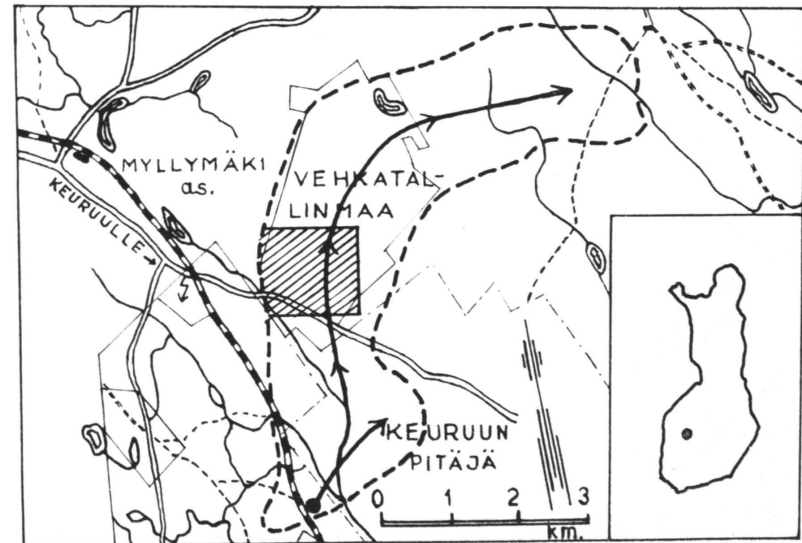 MYLLYMÄKI
as.
VEHKATAL-
LINMAA
KEURUULLE
KEURUUN
PITÄJÄ
0 1 2 3
km.